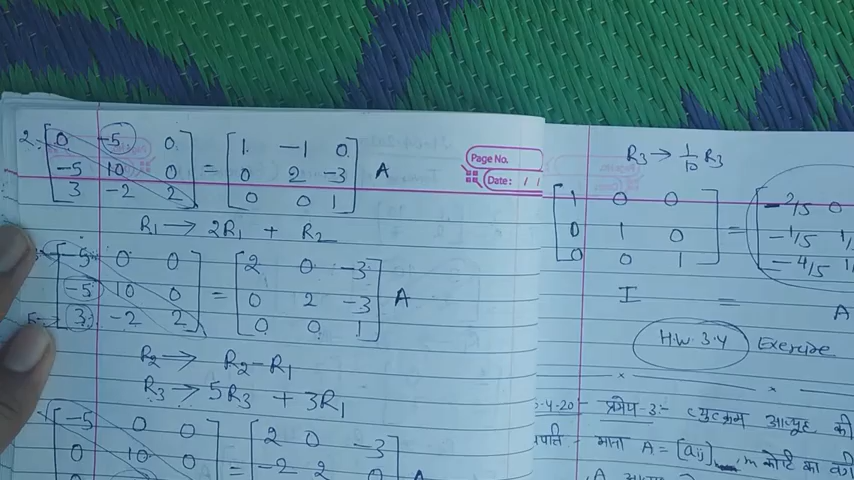 2. [0 -5 0] [1 -1 0]
[-5 10 0] = [0 2 -3] A
[3 -2 2] [0 0 1]
Page No.
Date: / /
R1 → 2R1 + R2
[-5 0 0] [2 0 -3]
[-5 10 0] = [0 2 -3] A
[3 -2 2] [0 0 1]
R2 → R2-R1
R3 → 5R3 + 3R1
[-5 0 0] [2 0 -3]
[0 10 0] = [-2 2 0] A
R3 → 1/10 R3
[1 0 0] [-2/5 0
[0 1 0] = [-1/5
[0 0 1] [-4/5
I = A
H.W. 3.4 Exercise
-4-20:- प्रमेय-3:- व्युत्क्रम आव्यूह की
माना A = [aij] m कोटि का वर्ग